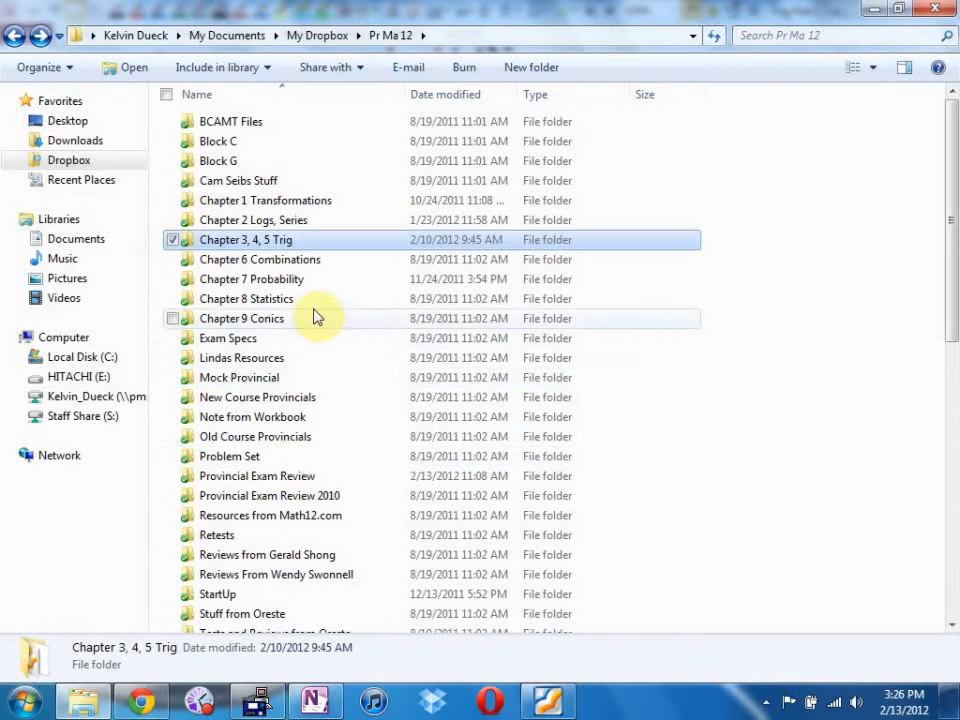 Kelvin Dueck My Documents My Dropbox Pr Ma 12 Search Pr Ma 12
Organize Open Include in library Share with E-mail Burn New folder
Name Date modified Type Size
Favorites
Desktop
Downloads
Dropbox
Recent Places
Libraries
Documents
Music
Pictures
Videos
Computer
Local Disk (C:)
HITACHI (E:)
Kelvin_Dueck (\\pm
Staff Share (S:)
Network
BCAMT Files 8/19/2011 11:01 AM File folder
Block C 8/19/2011 11:01 AM File folder
Block G 8/19/2011 11:01 AM File folder
Cam Seibs Stuff 8/19/2011 11:01 AM File folder
Chapter 1 Transformations 10/24/2011 11:08 ... File folder
Chapter 2 Logs, Series 1/23/2012 11:58 AM File folder
Chapter 3, 4, 5 Trig 2/10/2012 9:45 AM File folder
Chapter 6 Combinations 8/19/2011 11:02 AM File folder
Chapter 7 Probability 11/24/2011 3:54 PM File folder
Chapter 8 Statistics 8/19/2011 11:02 AM File folder
Chapter 9 Conics 8/19/2011 11:02 AM File folder
Exam Specs 8/19/2011 11:02 AM File folder
Lindas Resources 8/19/2011 11:02 AM File folder
Mock Provincial 8/19/2011 11:02 AM File folder
New Course Provincials 8/19/2011 11:02 AM File folder
Note from Workbook 8/19/2011 11:02 AM File folder
Old Course Provincials 8/19/2011 11:02 AM File folder
Problem Set 8/19/2011 11:02 AM File folder
Provincial Exam Review 2/13/2012 11:08 AM File folder
Provincial Exam Review 2010 8/19/2011 11:02 AM File folder
Resources from Math12.com 8/19/2011 11:02 AM File folder
Retests 8/19/2011 11:02 AM File folder
Reviews from Gerald Shong 8/19/2011 11:02 AM File folder
Reviews From Wendy Swonnell 8/19/2011 11:02 AM File folder
StartUp 12/13/2011 5:52 PM File folder
Stuff from Oreste 8/19/2011 11:02 AM File folder
Tests and Reviews from Oreste 8/19/2011 11:02 AM File folder
Chapter 3, 4, 5 Trig Date modified: 2/10/2012 9:45 AM
File folder
3:26 PM
2/13/2012